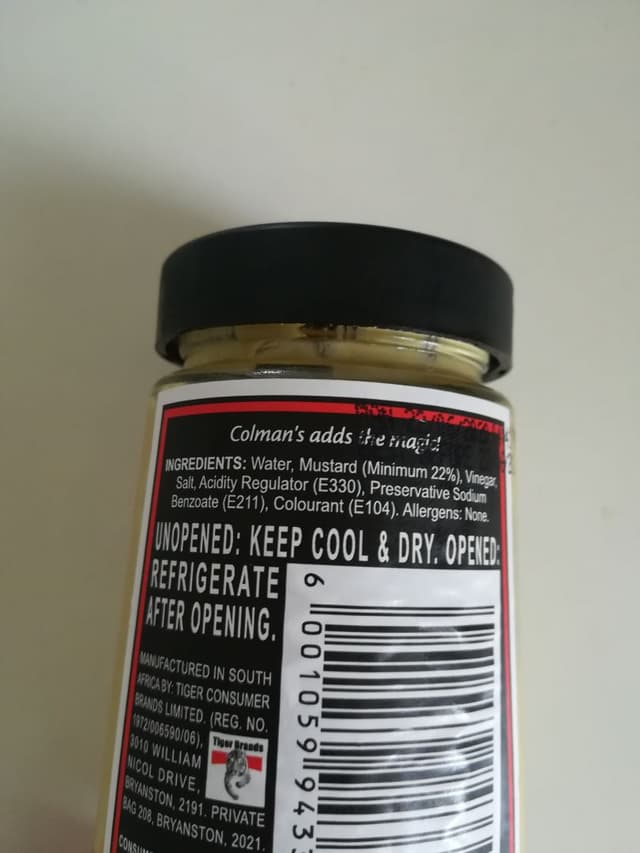 Colman's adds the magic!
INGREDIENTS: Water, Mustard (Minimum 22%), Vinegar,
Salt, Acidity Regulator (E330), Preservative Sodium
Benzoate (E211), Colourant (E104). Allergens: None.
UNOPENED: KEEP COOL & DRY. OPENED:
REFRIGERATE
AFTER OPENING.
MANUFACTURED IN SOUTH
AFRICA BY: TIGER CONSUMER
BRANDS LIMITED. (REG. NO.
1972/006590/06),
3010 WILLIAM
NICOL DRIVE,
BRYANSTON, 2191. PRIVATE
BAG 208, BRYANSTON, 2021.
Tiger Brands
6 001059 943